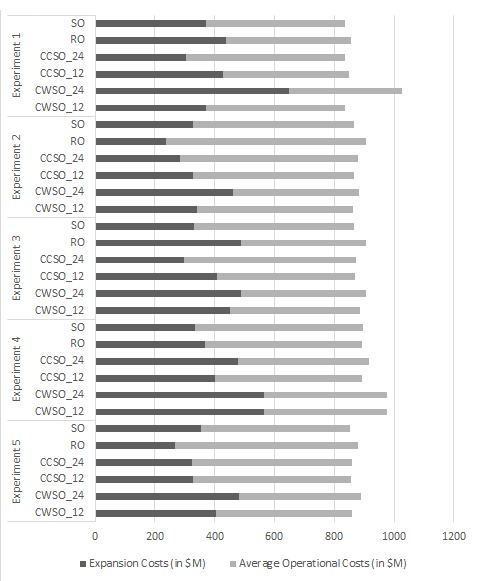 Experiment 1
SO
RO
CCSO_24
CCSO_12
CWSO_24
CWSO_12
Experiment 2
SO
RO
CCSO_24
CCSO_12
CWSO_24
CWSO_12
Experiment 3
SO
RO
CCSO_24
CCSO_12
CWSO_24
CWSO_12
Experiment 4
SO
RO
CCSO_24
CCSO_12
CWSO_24
CWSO_12
Experiment 5
SO
RO
CCSO_24
CCSO_12
CWSO_24
CWSO_12
0 200 400 600 800 1000 1200
Expansion Costs (in $M) Average Operational Costs (in $M)